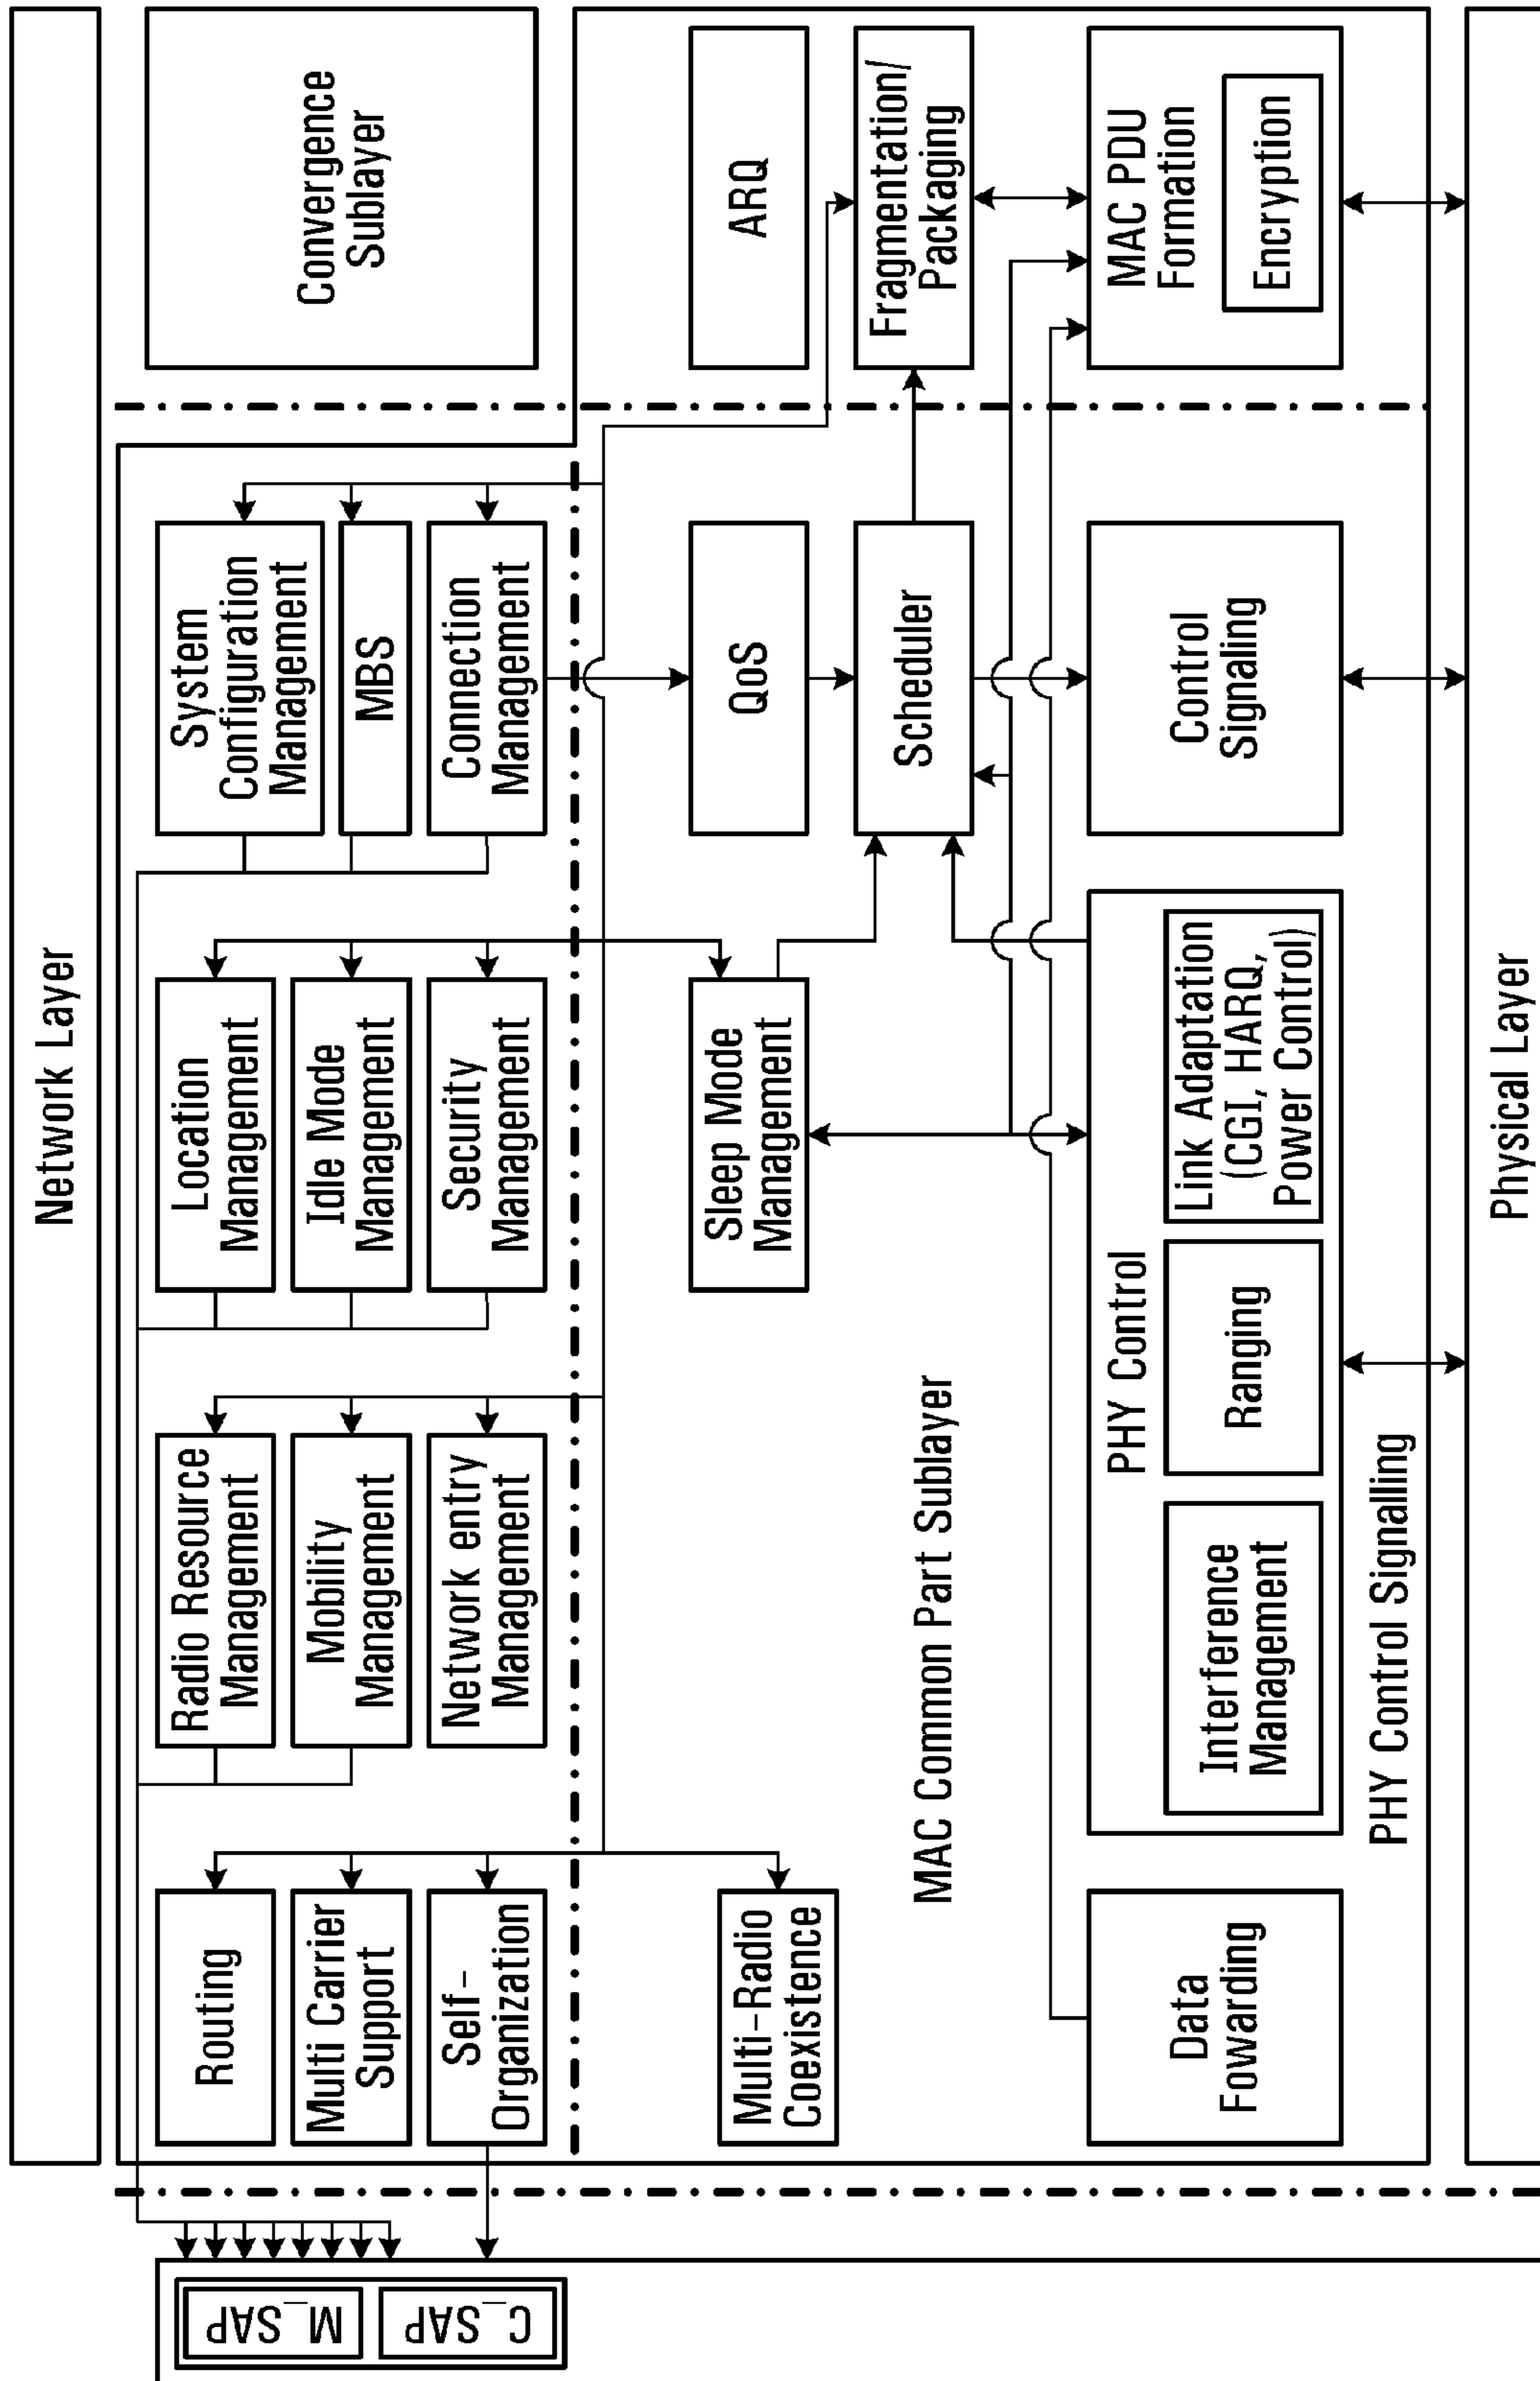 Network Layer
M_SAP
C_SAP
Routing
Multi Carrier
Support
Self-
Organization
Radio Resource
Management
Mobility
Management
Network entry
Management
Location
Management
Idle Mode
Management
Security
Management
System
Configuration
Management
MBS
Connection
Management
Convergence
Sublayer
Multi-Radio
Coexistence
Sleep Mode
Management
QoS
ARQ
Scheduler
Fragmentation/
Packaging
MAC Common Part Sublayer
Data
Fowarding
PHY Control
Interference
Management
Ranging
Link Adaptation
(CGI, HARQ,
Power Control)
Control
Signaling
MAC PDU
Formation
Encryption
PHY Control Signalling
Physical Layer